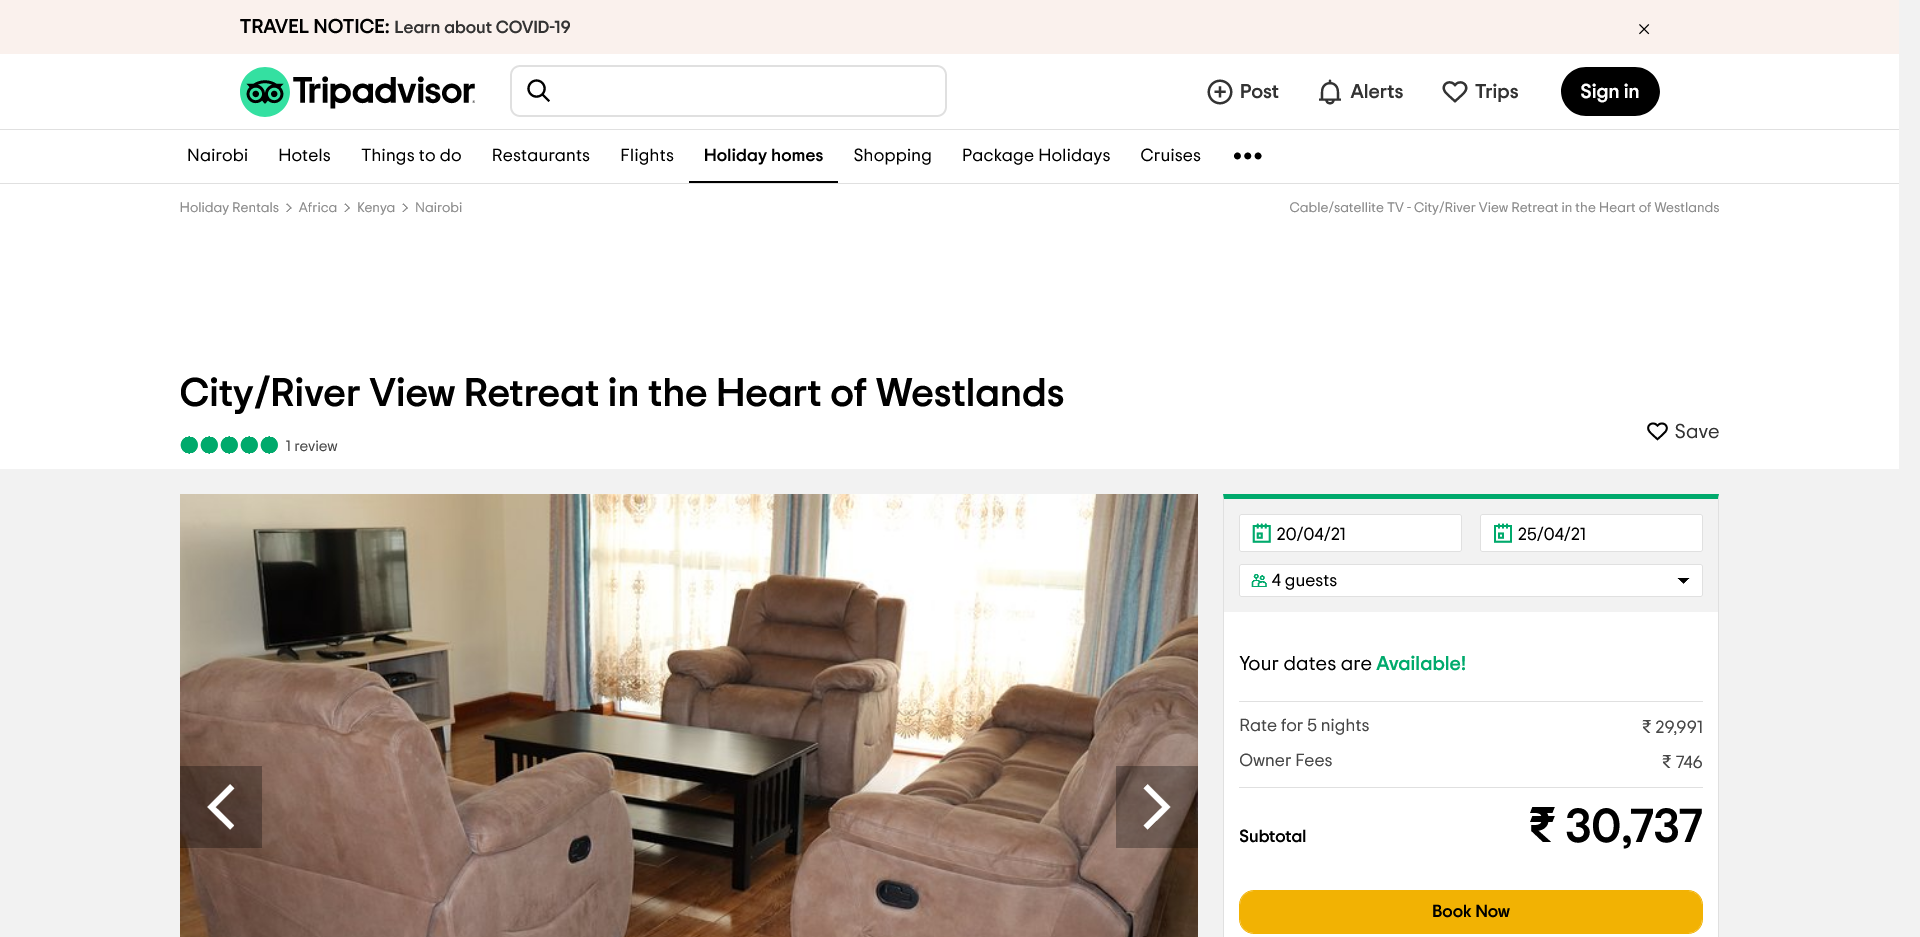 TRAVEL NOTICE: Learn about COVID-19
Tripadvisor
Post
Alerts
Trips
Sign in
Nairobi
Hotels
Things to do
Restaurants
Flights
Holiday homes
Shopping
Package Holidays
Cruises
Holiday Rentals > Africa > Kenya > Nairobi
Cable/satellite TV - City/River View Retreat in the Heart of Westlands
City/River View Retreat in the Heart of Westlands
1 review
Save
20/04/21
25/04/21
4 guests
Your dates are Available!
Rate for 5 nights
₹ 29,991
Owner Fees
₹ 746
Subtotal
₹ 30,737
Book Now